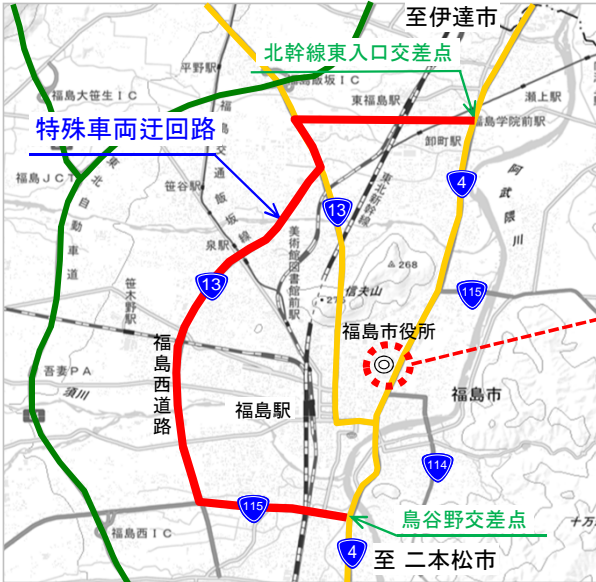 至伊達市
北幹線東入口交差点
平野駅
福島飯坂IC
福島大笹生IC
東福島駅
瀬上駅
特殊車両迂回路
福島学院前駅
卸町駅
福島交通飯坂線
東北自動車道
福島JCT
笹谷駅
4
阿武隈川
13
東北新幹線
泉駅
美術館図書館前駅
268
13
笹木野駅
信夫山
115
福島市役所
福島西道路
吾妻PA
須川
福島駅
福島市
114
115
鳥谷野交差点
福島西IC
十万
4
至 二本松市